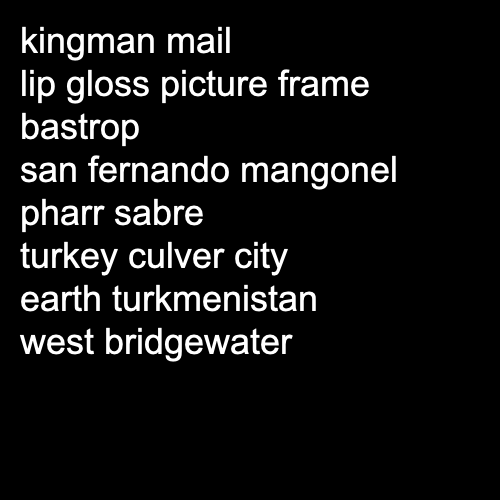 kingman mail
lip gloss picture frame
bastrop
san fernando mangonel
pharr sabre
turkey culver city
earth turkmenistan
west bridgewater